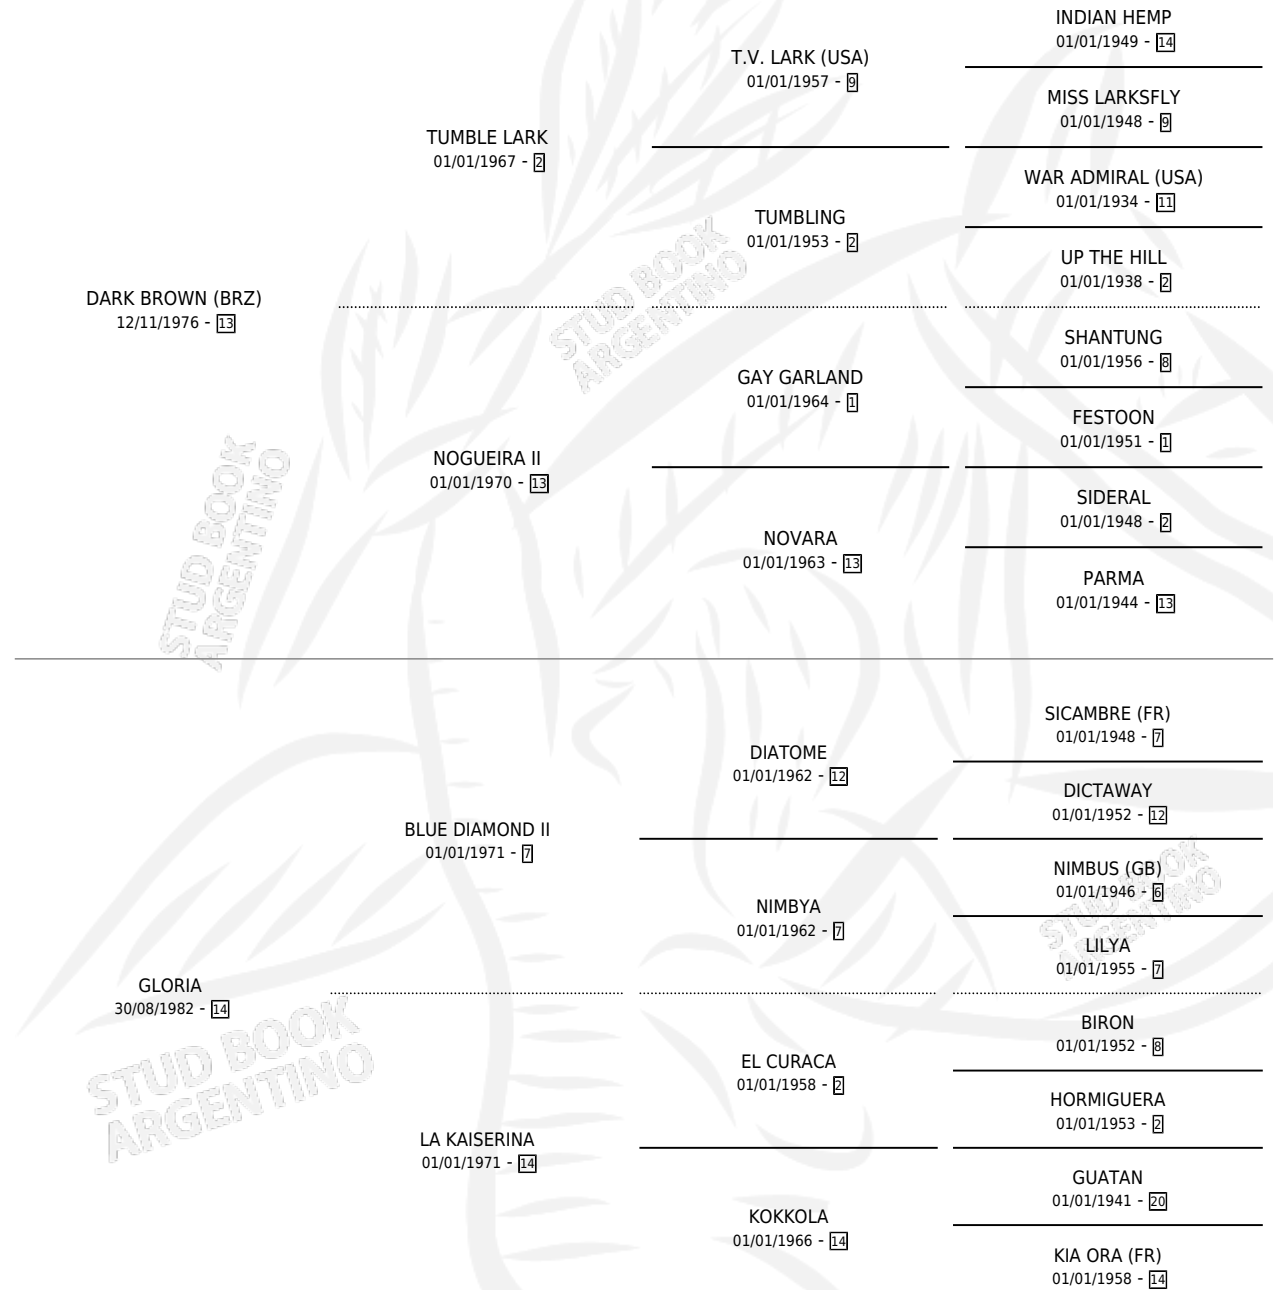 INDIAN HEMP
01/01/1949 - 14
T.V. LARK (USA)
01/01/1957 - 9
MISS LARKSFLY
01/01/1948 - 9
TUMBLE LARK
01/01/1967 - 2
WAR ADMIRAL (USA)
01/01/1934 - 11
TUMBLING
01/01/1953 - 2
UP THE HILL
01/01/1938 - 2
DARK BROWN (BRZ)
12/11/1976 - 13
STUD BOOK
ARGENTINO
SHANTUNG
01/01/1956 - 8
GAY GARLAND
01/01/1964 - 1
FESTOON
01/01/1951 - 1
NOGUEIRA II
01/01/1970 - 13
SIDERAL
01/01/1948 - 2
NOVARA
01/01/1963 - 13
PARMA
01/01/1944 - 13
STUD BOOK
ARGENTINO
SICAMBRE (FR)
01/01/1948 - 7
DIATOME
01/01/1962 - 12
DICTAWAY
01/01/1952 - 12
BLUE DIAMOND II
01/01/1971 - 7
NIMBUS (GB)
01/01/1946 - 6
NIMBYA
01/01/1962 - 7
LILYA
01/01/1955 - 7
STUD BOOK
ARGENTINO
GLORIA
30/08/1982 - 14
BIRON
01/01/1952 - 8
EL CURACA
01/01/1958 - 2
HORMIGUERA
01/01/1953 - 2
STUD BOOK
ARGENTINO
LA KAISERINA
01/01/1971 - 14
GUATAN
01/01/1941 - 20
KOKKOLA
01/01/1966 - 14
KIA ORA (FR)
01/01/1958 - 14